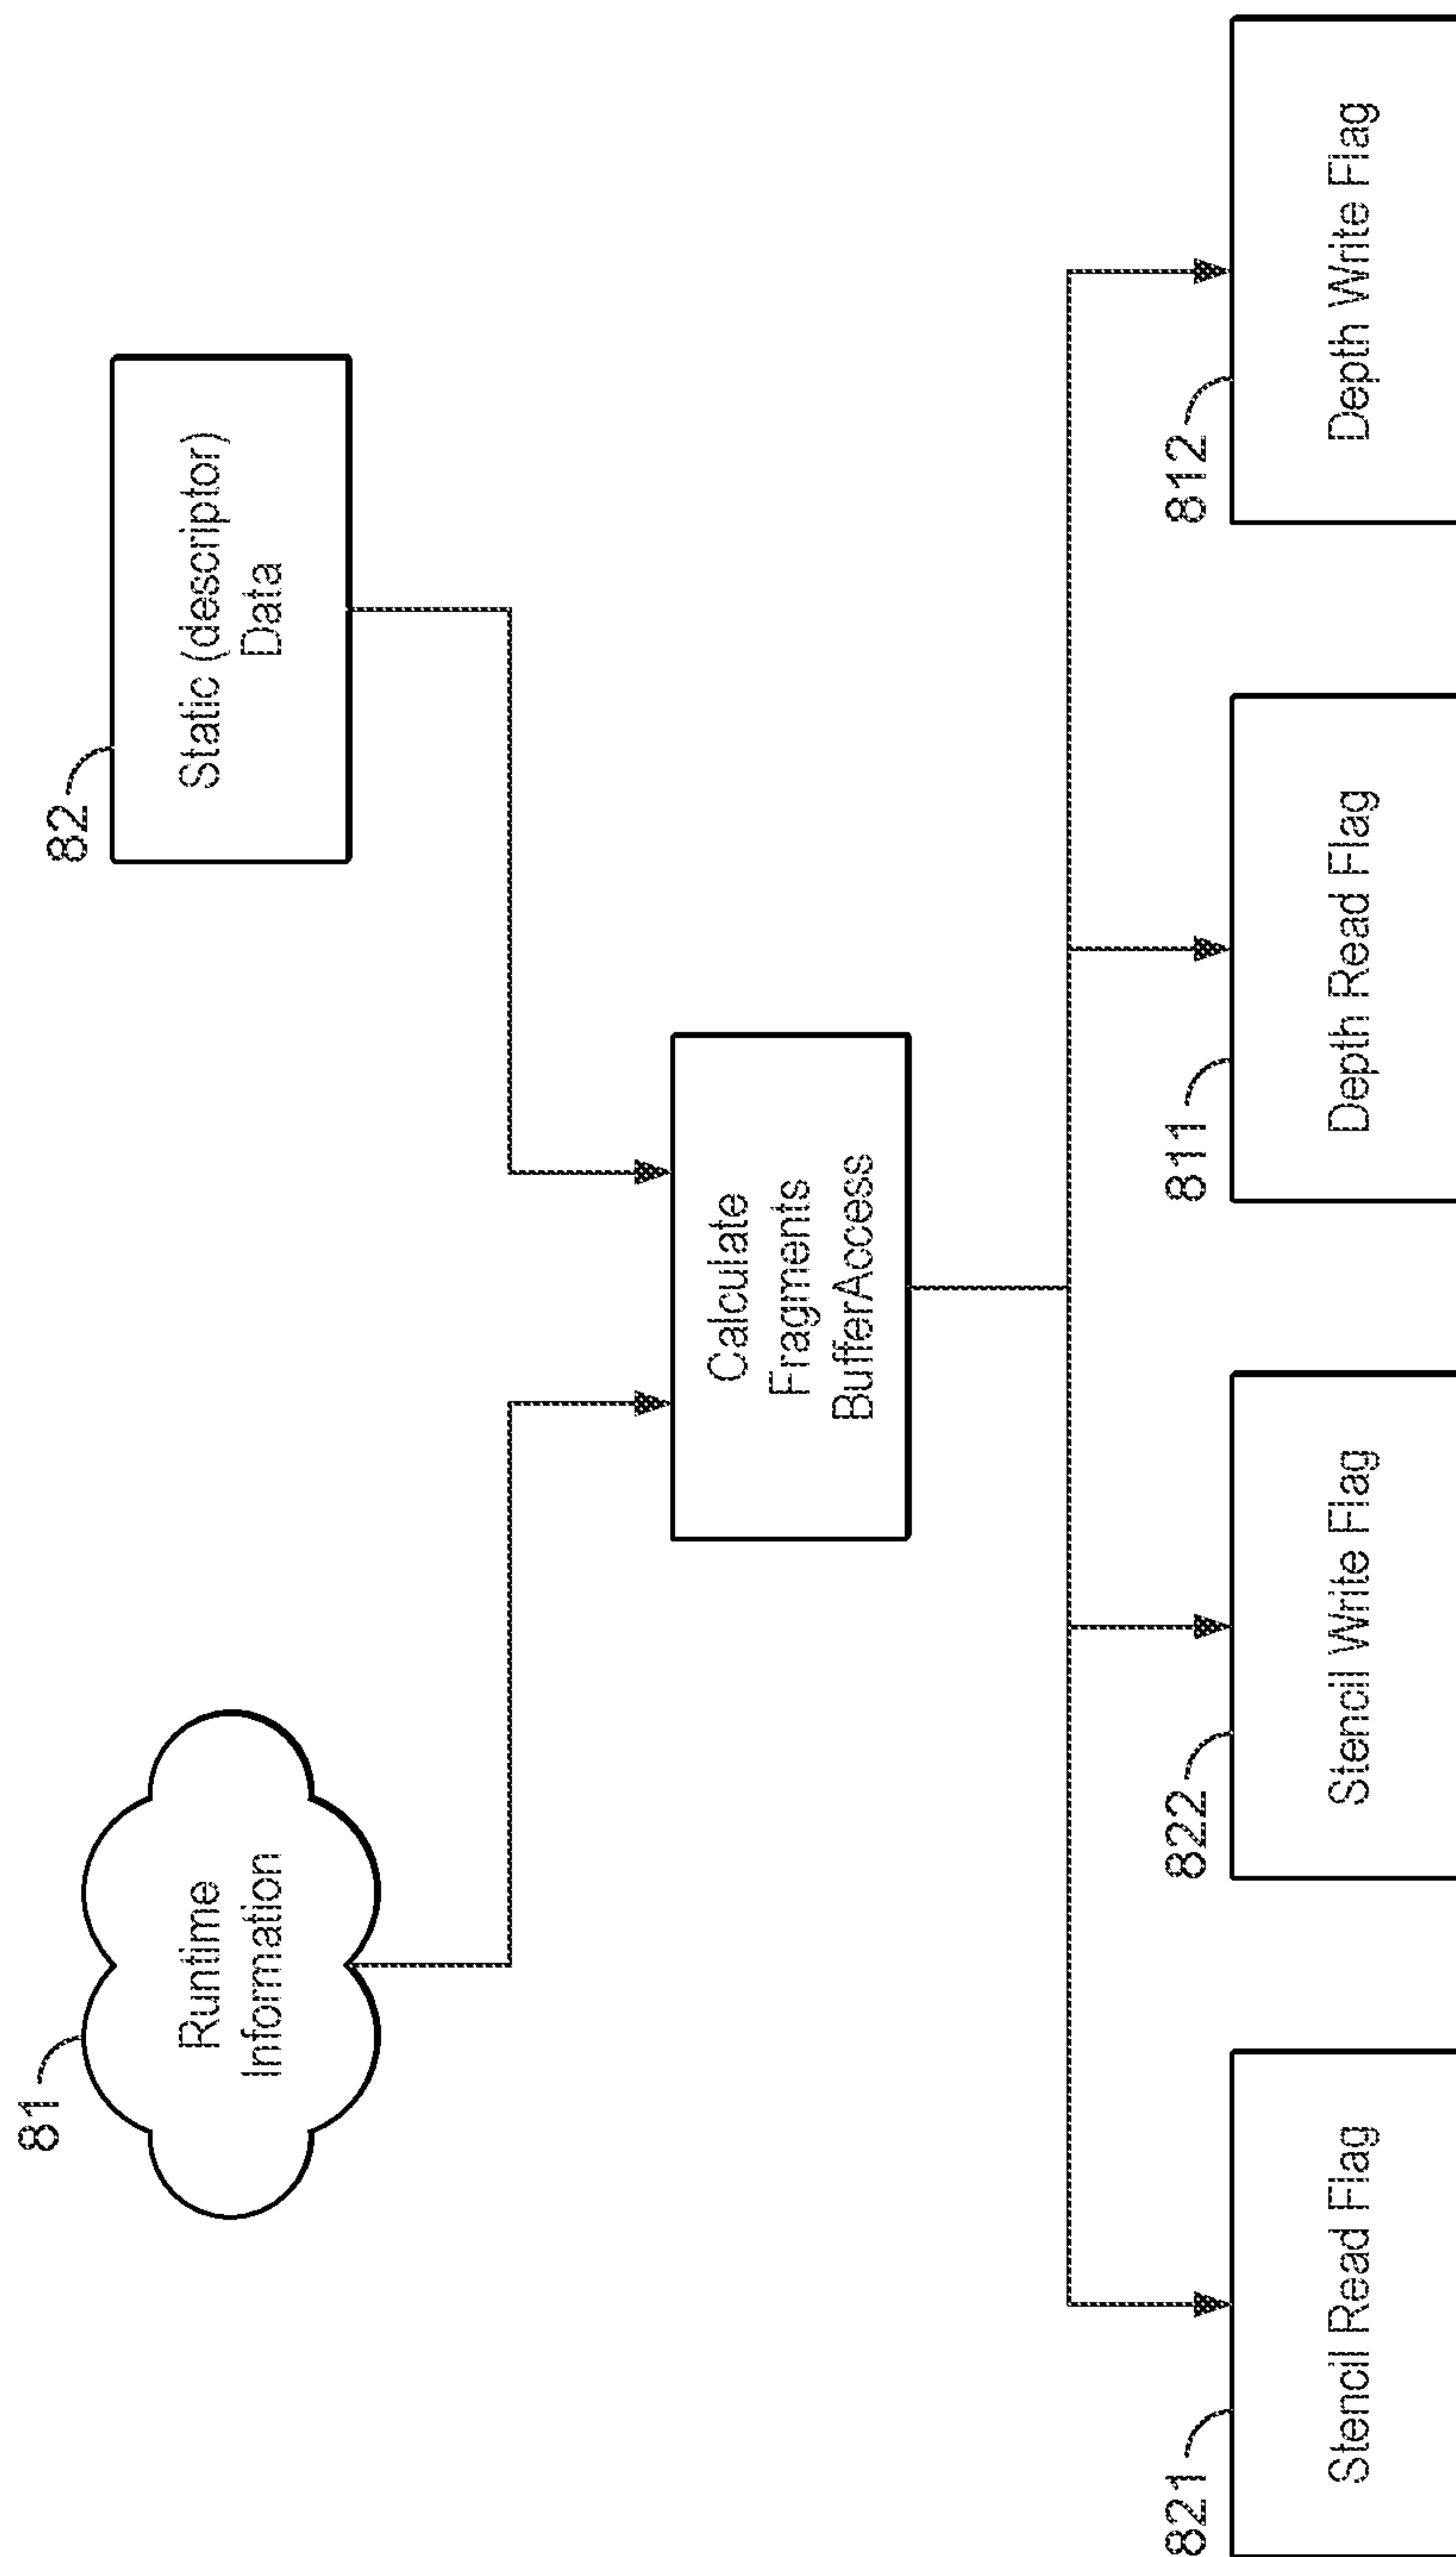 81
Runtime
Information
82
Static (descriptor)
Data
Calculate
Fragments
BufferAccess
821
Stencil Read Flag
822
Stencil Write Flag
811
Depth Read Flag
812
Depth Write Flag